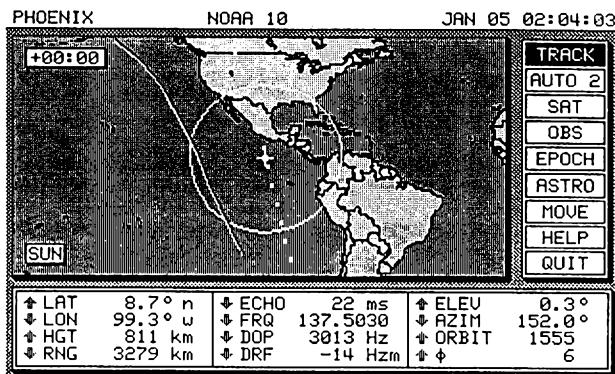 PHOENIX NOAA 10 JAN 05 02:04:03
+00:00
TRACK
AUTO 2
SAT
OBS
EPOCH
ASTRO
MOVE
HELP
QUIT
SUN
⇑ LAT 8.7° n ⇓ ECHO 22 ms ⇑ ELEV 0.3°
⇓ LON 99.3° w ⇓ FRQ 137.5030 ⇓ AZIM 152.0°
⇑ HGT 811 km ⇓ DOP 3013 Hz ⇑ ORBIT 1555
⇓ RNG 3279 km ⇓ DRF -14 Hzm ⇑ ϕ 6